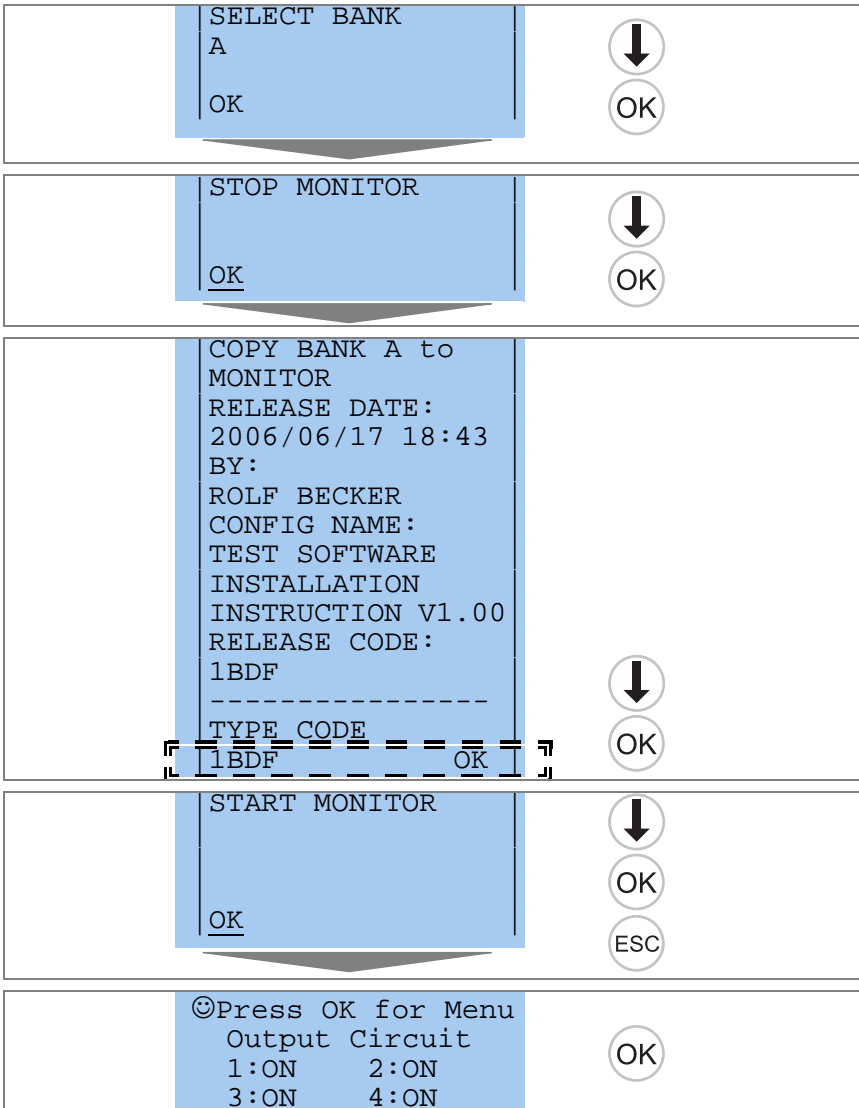 SELECT BANK
A
OK
OK
STOP MONITOR
OK
OK
COPY BANK A to
MONITOR
RELEASE DATE:
2006/06/17 18:43
BY:
ROLF BECKER
CONFIG NAME:
TEST SOFTWARE
INSTALLATION
INSTRUCTION V1.00
RELEASE CODE:
1BDF
----------------
TYPE CODE
1BDF OK
OK
START MONITOR
OK
OK
ESC
☺Press OK for Menu
Output Circuit
1:ON 2:ON
3:ON 4:ON
OK